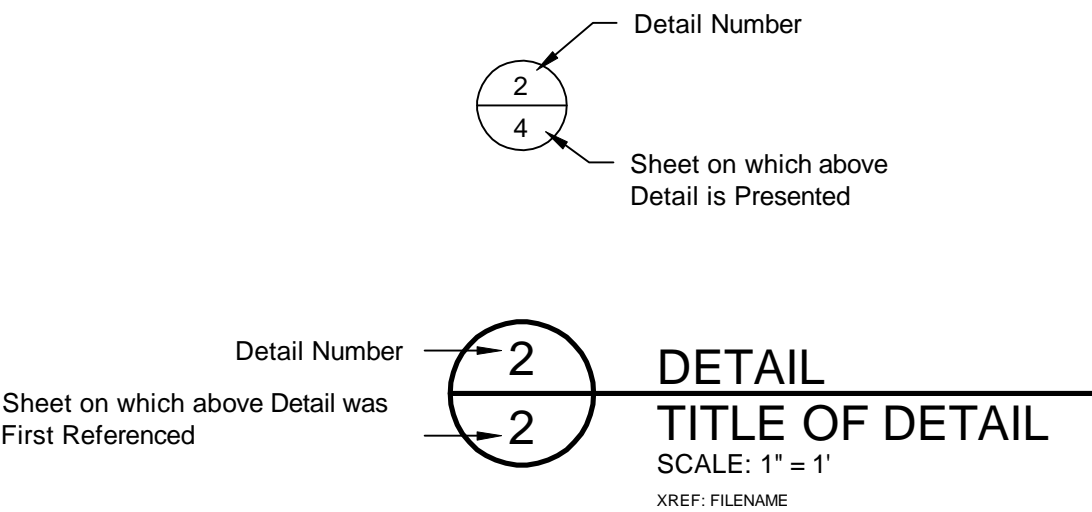 Detail Number
2
4
Sheet on which above
Detail is Presented
Detail Number
2
DETAIL
Sheet on which above Detail was
First Referenced
2
TITLE OF DETAIL
SCALE: 1" = 1'
XREF: FILENAME